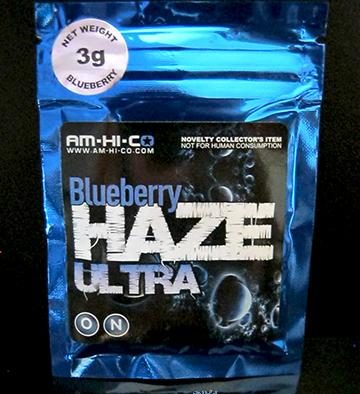 NET WEIGHT
3g
BLUEBERRY
AM-HI-CO
WWW.AM-HI-CO.COM
NOVELTY COLLECTOR'S ITEM
NOT FOR HUMAN CONSUMPTION
Blueberry
HAZE
ULTRA
O N